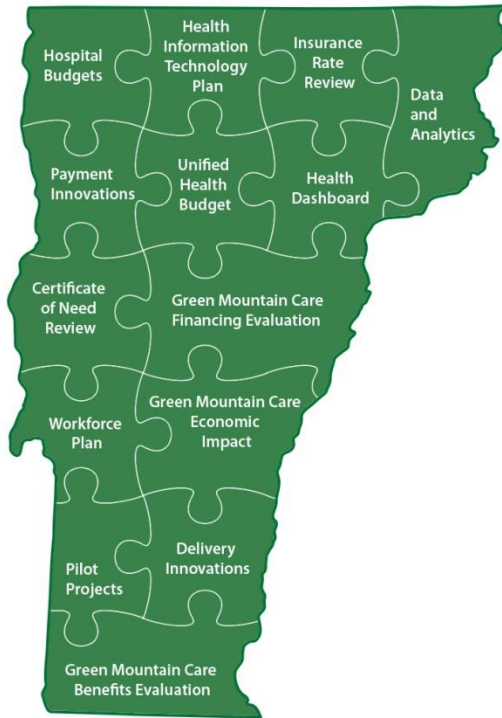 Hospital
Budgets
Health
Information
Technology
Plan
Insurance
Rate
Review
Data
and
Analytics
Payment
Innovations
Unified
Health
Budget
Health
Dashboard
Certificate
of Need
Review
Green Mountain Care
Financing Evaluation
Workforce
Plan
Green Mountain Care
Economic
Impact
Pilot
Projects
Delivery
Innovations
Green Mountain Care
Benefits Evaluation